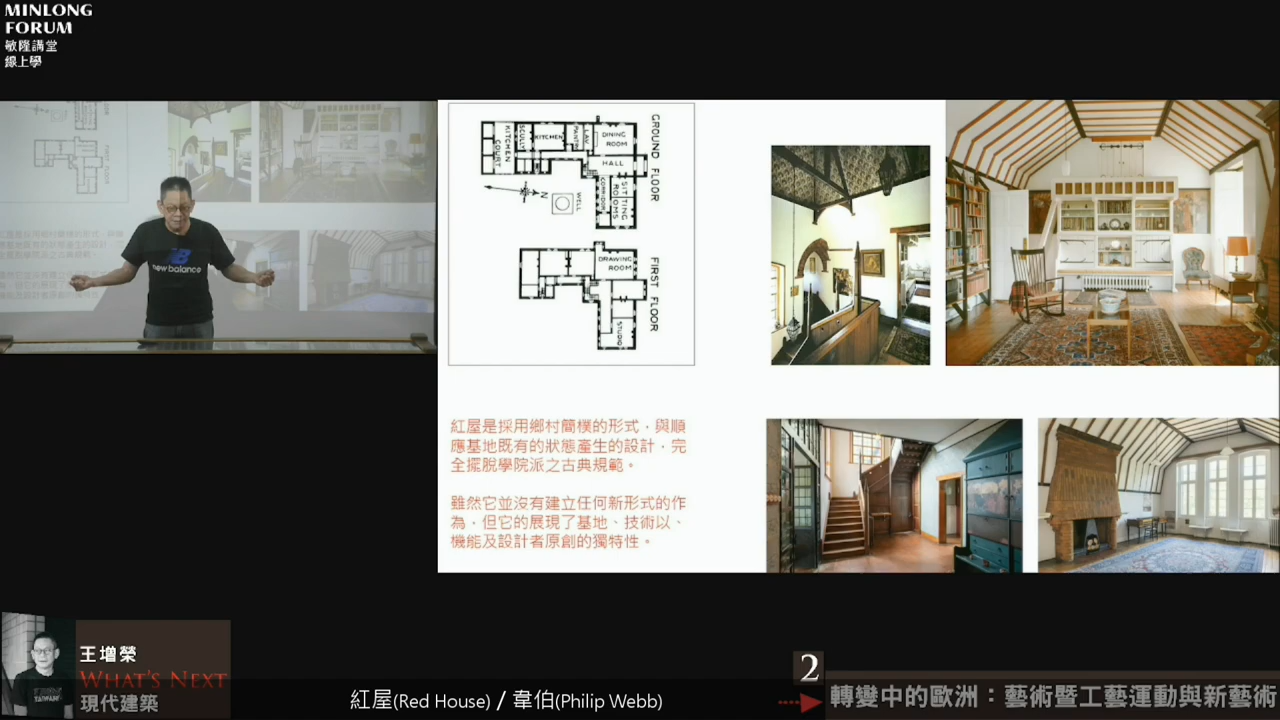 MINLONG
FORUM
敏隆講堂
線上學
new balance
GROUND FLOOR
KITCHEN COURT
SCULLY
KITCHEN
PANTRY
DINING
ROOM
HALL
SITTING ROOMS
CORRIDOR
WELL
N
FIRST FLOOR
DRAWING
ROOM
STUDIO
紅屋是採用鄉村簡樸的形式，與順
應基地既有的狀態產生的設計，完
全擺脫學院派之古典規範。
雖然它並沒有建立任何新形式的作
為，但它的展現了基地、技術以、
機能及設計者原創的獨特性。
王增榮
WHAT'S NEXT
現代建築
紅屋(Red House) / 韋伯(Philip Webb)
2
轉變中的歐洲：藝術暨工藝運動與新藝術